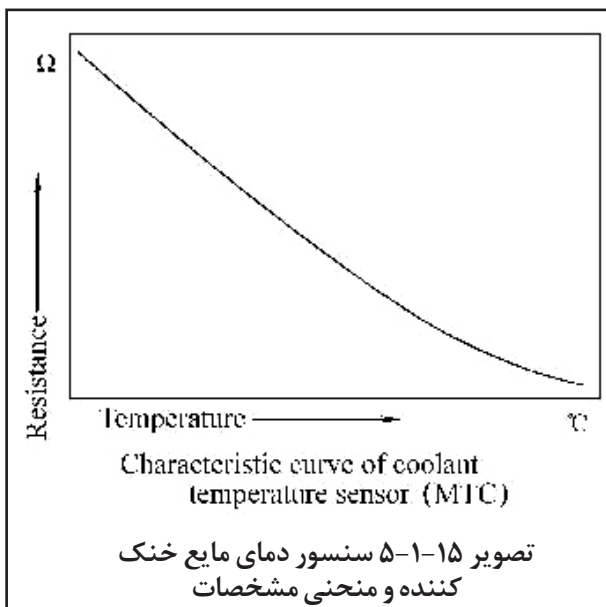 Ω
Resistance
Temperature
℃
Characteristic curve of coolant
temperature sensor (MTC)
تصویر ۱۵-۱-۵ سنسور دمای مایع خنک
کننده و منحنی مشخصات